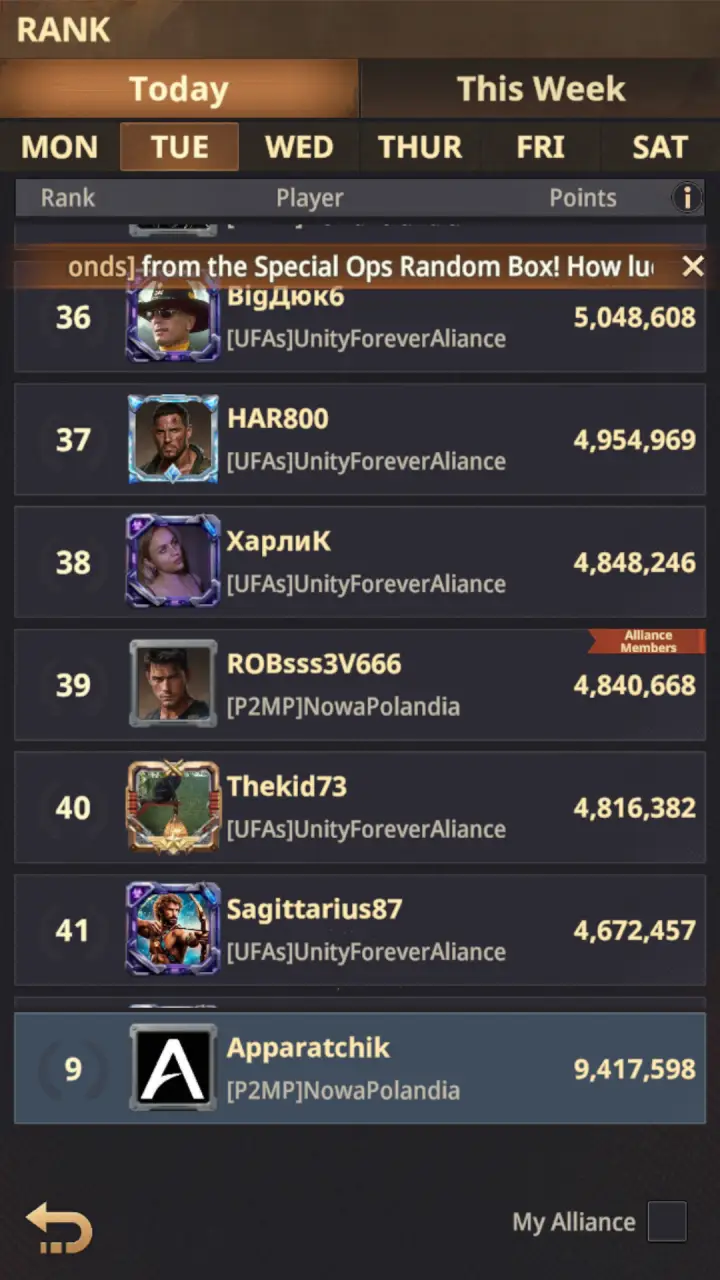 RANK
Today
This Week
MON
TUE
WED
THUR
FRI
SAT
Rank
Player
Points
onds] from the Special Ops Random Box! How lu
36
BigДюк6
[UFAs]UnityForeverAliance
5,048,608
37
HAR800
[UFAs]UnityForeverAliance
4,954,969
38
ХарлиК
[UFAs]UnityForeverAliance
4,848,246
Alliance
Members
39
ROBsss3V666
[P2MP]NowaPolandia
4,840,668
40
Thekid73
[UFAs]UnityForeverAliance
4,816,382
41
Sagittarius87
[UFAs]UnityForeverAliance
4,672,457
9
Apparatchik
[P2MP]NowaPolandia
9,417,598
My Alliance